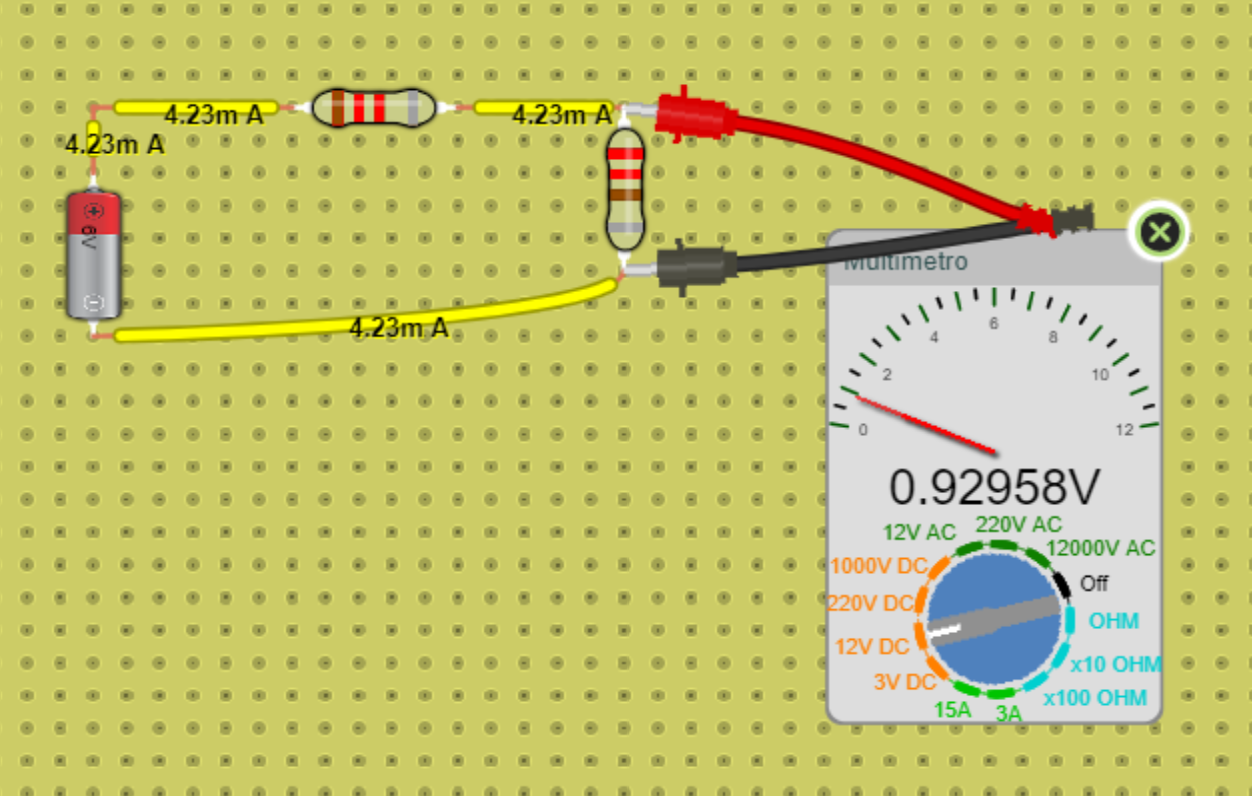 4.23m A
4.23m A
4.23m A
6V
4.23m A
Multimetro
0
2
4
6
8
10
12
0.92958V
12V AC
220V AC
12000V AC
1000V DC
Off
220V DC
OHM
12V DC
x10 OHM
3V DC
x100 OHM
15A
3A